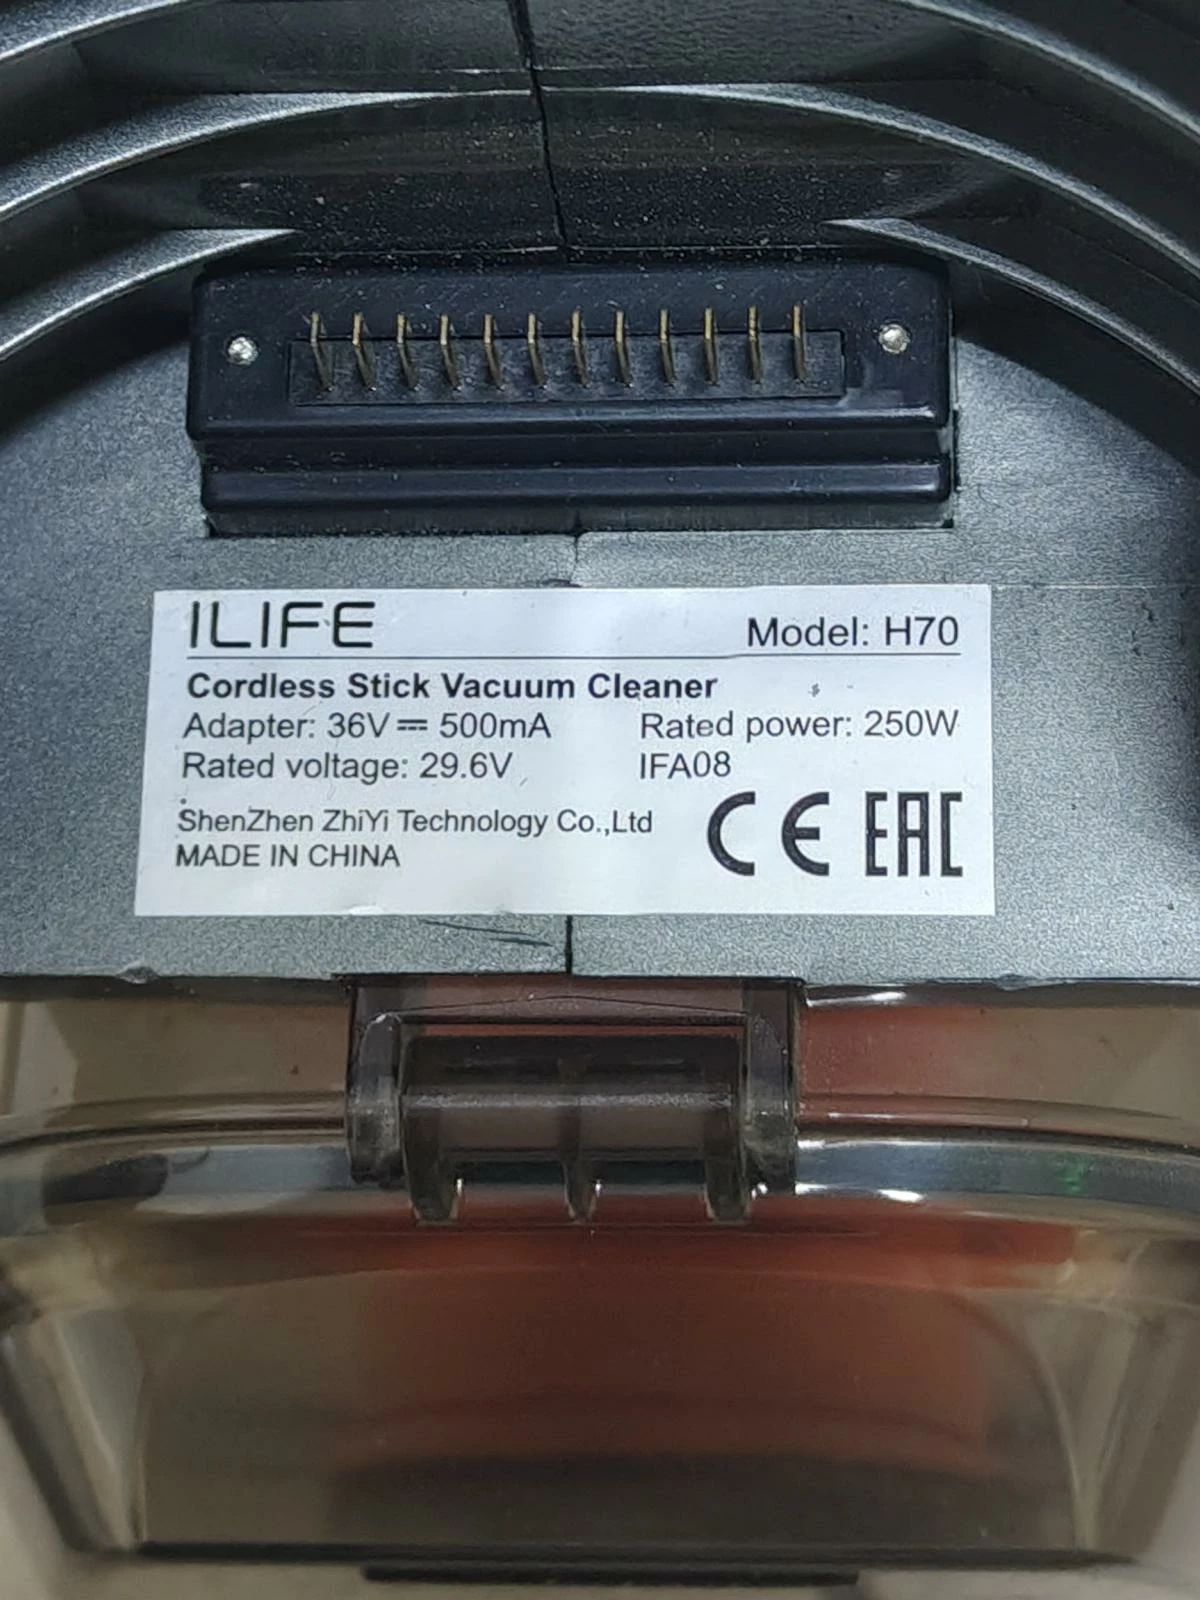 ILIFE Model: H70
Cordless Stick Vacuum Cleaner
Adapter: 36V⎓500mA Rated power: 250W
Rated voltage: 29.6V IFA08
ShenZhen ZhiYi Technology Co.,Ltd
MADE IN CHINA
CE EAC